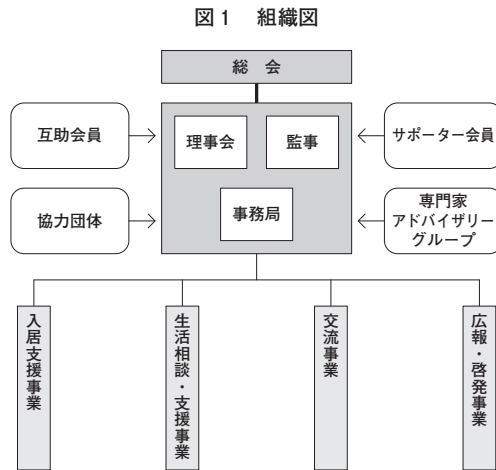 図1 組織図
総 会
互助会員
理事会
監事
サポーター会員
協力団体
事務局
専門家
アドバイザリー
グループ
入居支援事業
生活相談・支援事業
交流事業
広報・啓発事業